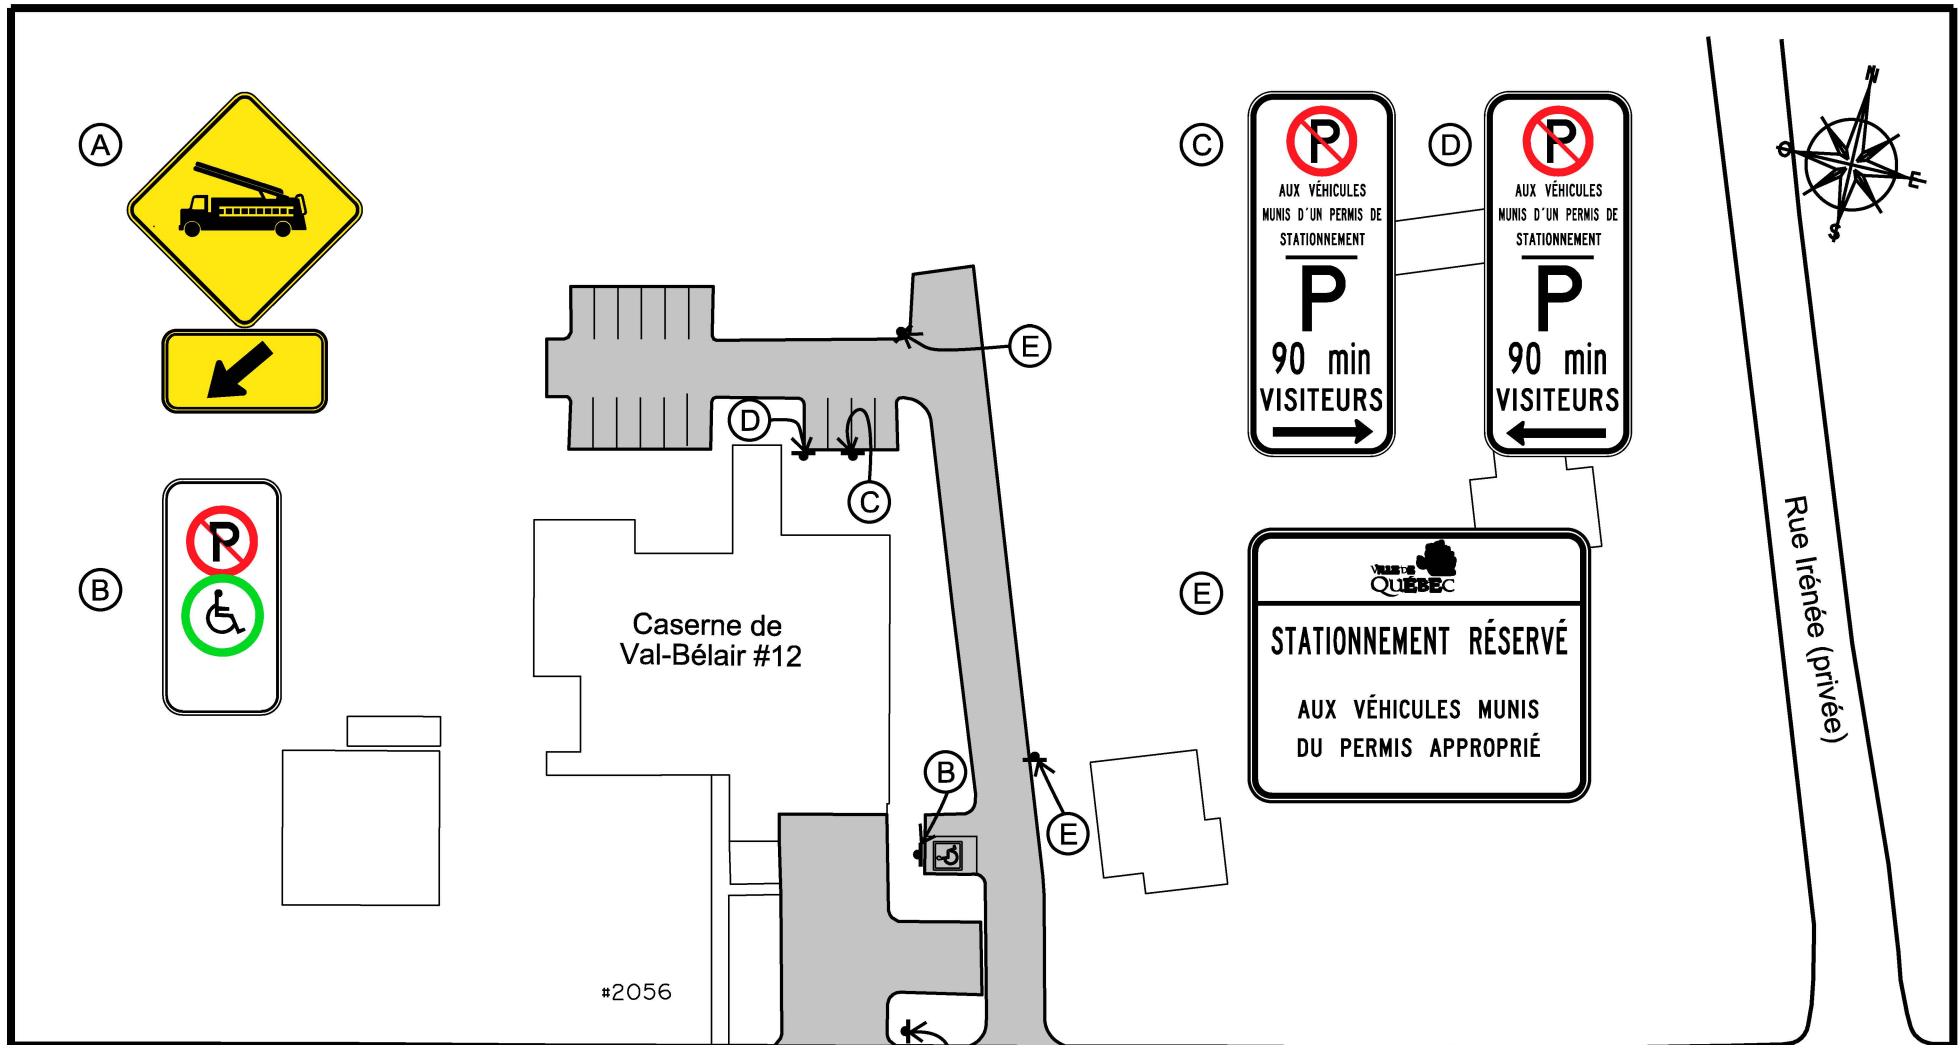 A
B
C
P
AUX VÉHICULES
MUNIS D'UN PERMIS DE
STATIONNEMENT
P
90 min
VISITEURS
D
P
AUX VÉHICULES
MUNIS D'UN PERMIS DE
STATIONNEMENT
P
90 min
VISITEURS
N
O
E
S
E
D
C
P
Caserne de
Val-Bélair #12
E
VILLE DE
QUÉBEC
STATIONNEMENT RÉSERVÉ
AUX VÉHICULES MUNIS
DU PERMIS APPROPRIÉ
Rue Irénée (privée)
B
E
#2056